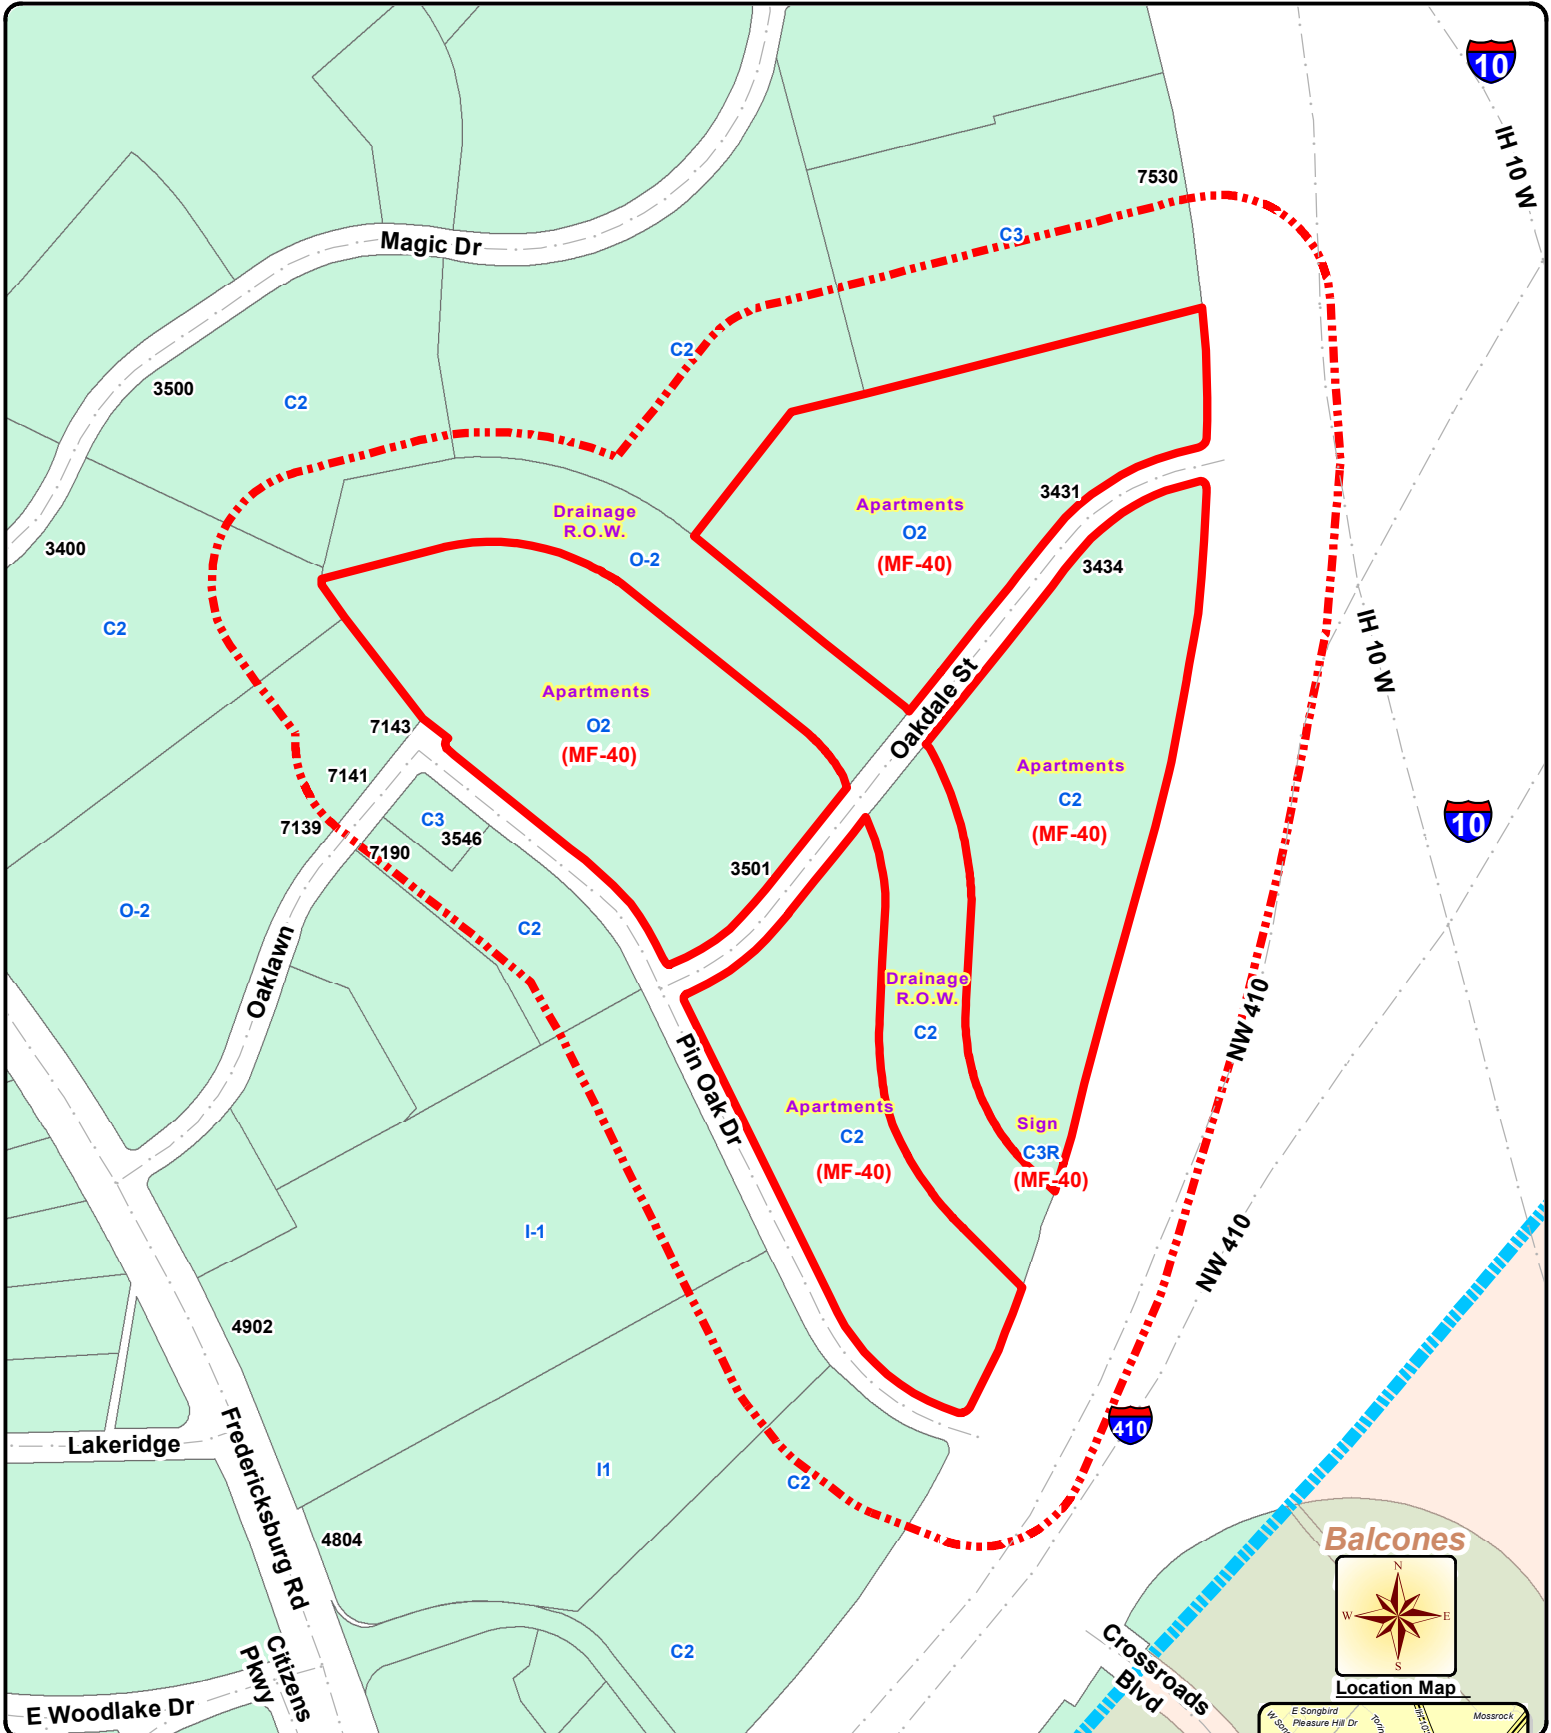 10
IH 10 W
7530
C3
Magic Dr
C2
3500
C2
3431
Apartments
O2
(MF-40)
Drainage
R.O.W.
O-2
3400
3434
C2
IH 10 W
Apartments
O2
(MF-40)
Oakdale St
7143
7141
Apartments
C2
(MF-40)
7139
C3
3546
7190
10
3501
O-2
C2
Oaklawn
Drainage
R.O.W.
C2
NW 410
Pin Oak Dr
Apartments
C2
(MF-40)
Sign
C3R
(MF-40)
I-1
NW 410
4902
410
Lakeridge
Fredericksburg Rd
I1
C2
4804
Balcones
N
W
E
S
Crossroads
Blvd
C2
Citizens
Pkwy
E Woodlake Dr
Location Map
E Songbird
Pleasure Hill Dr
Mossrock